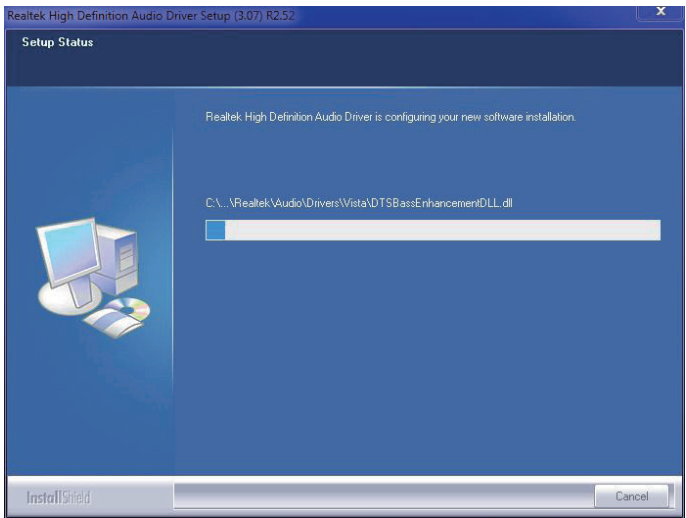 Realtek High Definition Audio Driver Setup (3.07) R2.52
x
Setup Status
Realtek High Definition Audio Driver is configuring your new software installation.
C:\...\Realtek\Audio\Drivers\Vista\DTSBassEnhancementDLL.dll
InstallShield
Cancel